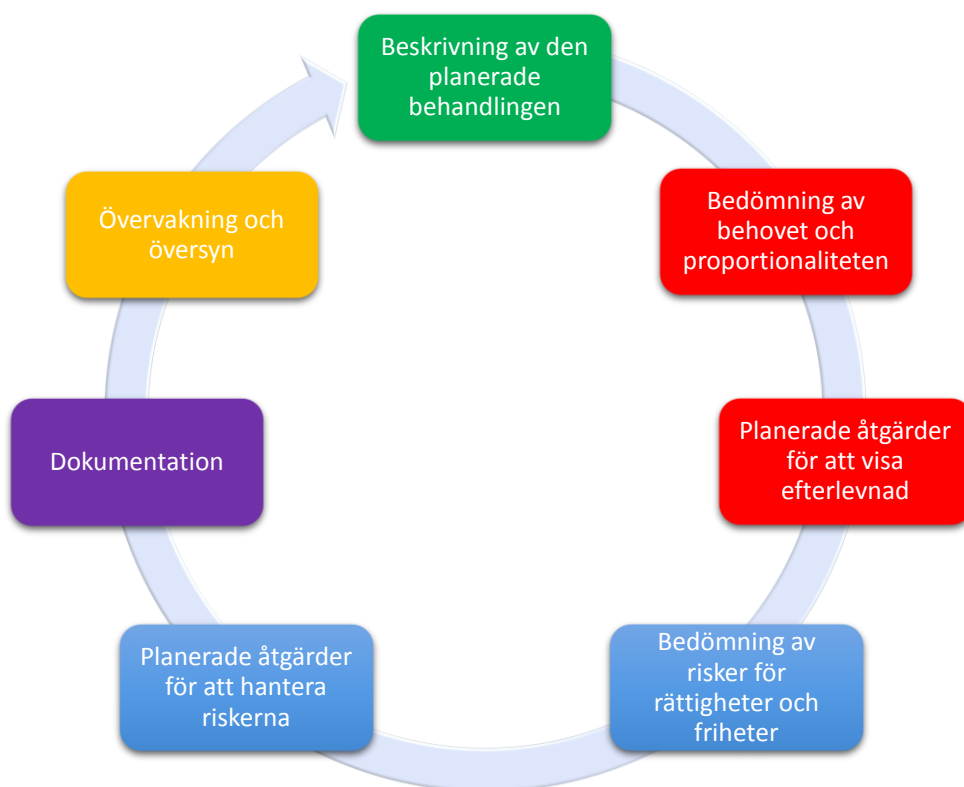 Beskrivning av den
planerade
behandlingen
Bedömning av
behovet och
proportionaliteten
Planerade åtgärder
för att visa
efterlevnad
Bedömning av
risker för
rättigheter och
friheter
Planerade åtgärder
för att hantera
riskerna
Dokumentation
Övervakning och
översyn